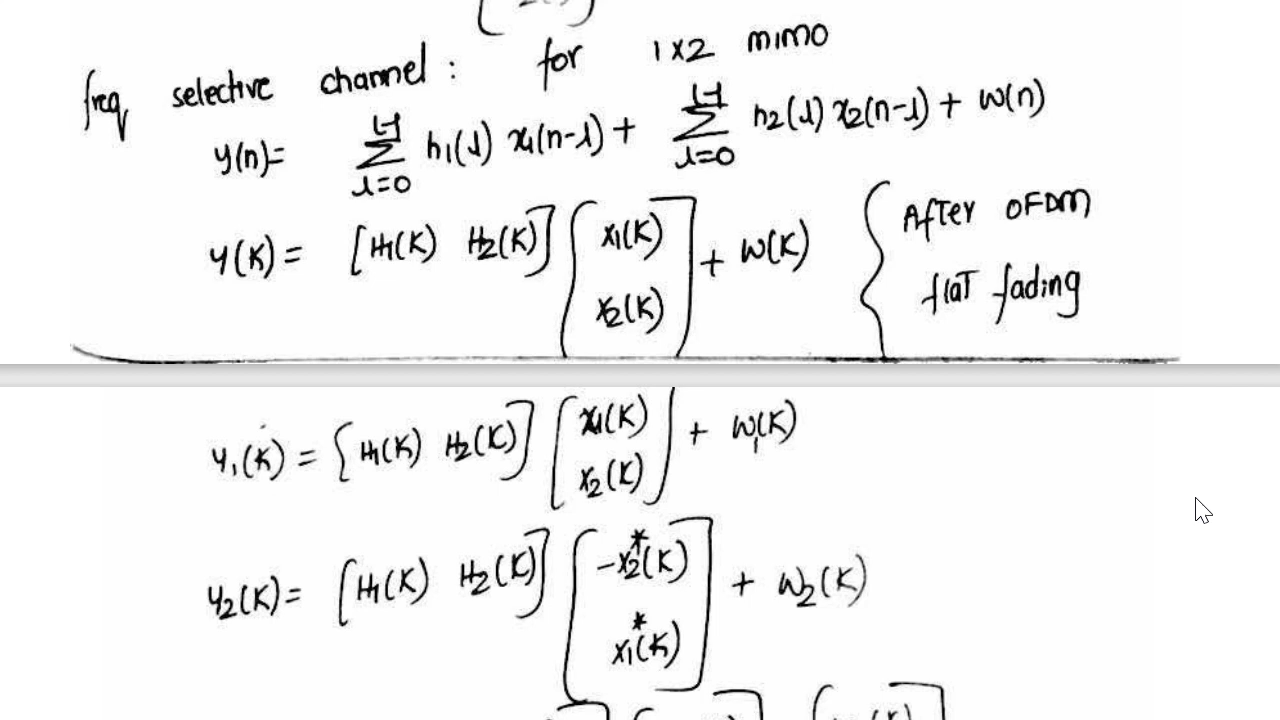 freq selective channel : for 1x2 mimo
y(n)= Σ_{l=0}^{L-1} h1(l) x1(n-l) + Σ_{l=0}^{L-1} h2(l) x2(n-l) + w(n)
Y(K) = [H1(K) H2(K)] [x1(K) x2(K)] + W(K) { After OFDM flat fading
Y1(K) = [H1(K) H2(K)] [x1(K) x2(K)] + W1(K)
Y2(K) = [H1(K) H2(K)] [-x2*(K) x1*(K)] + W2(K)